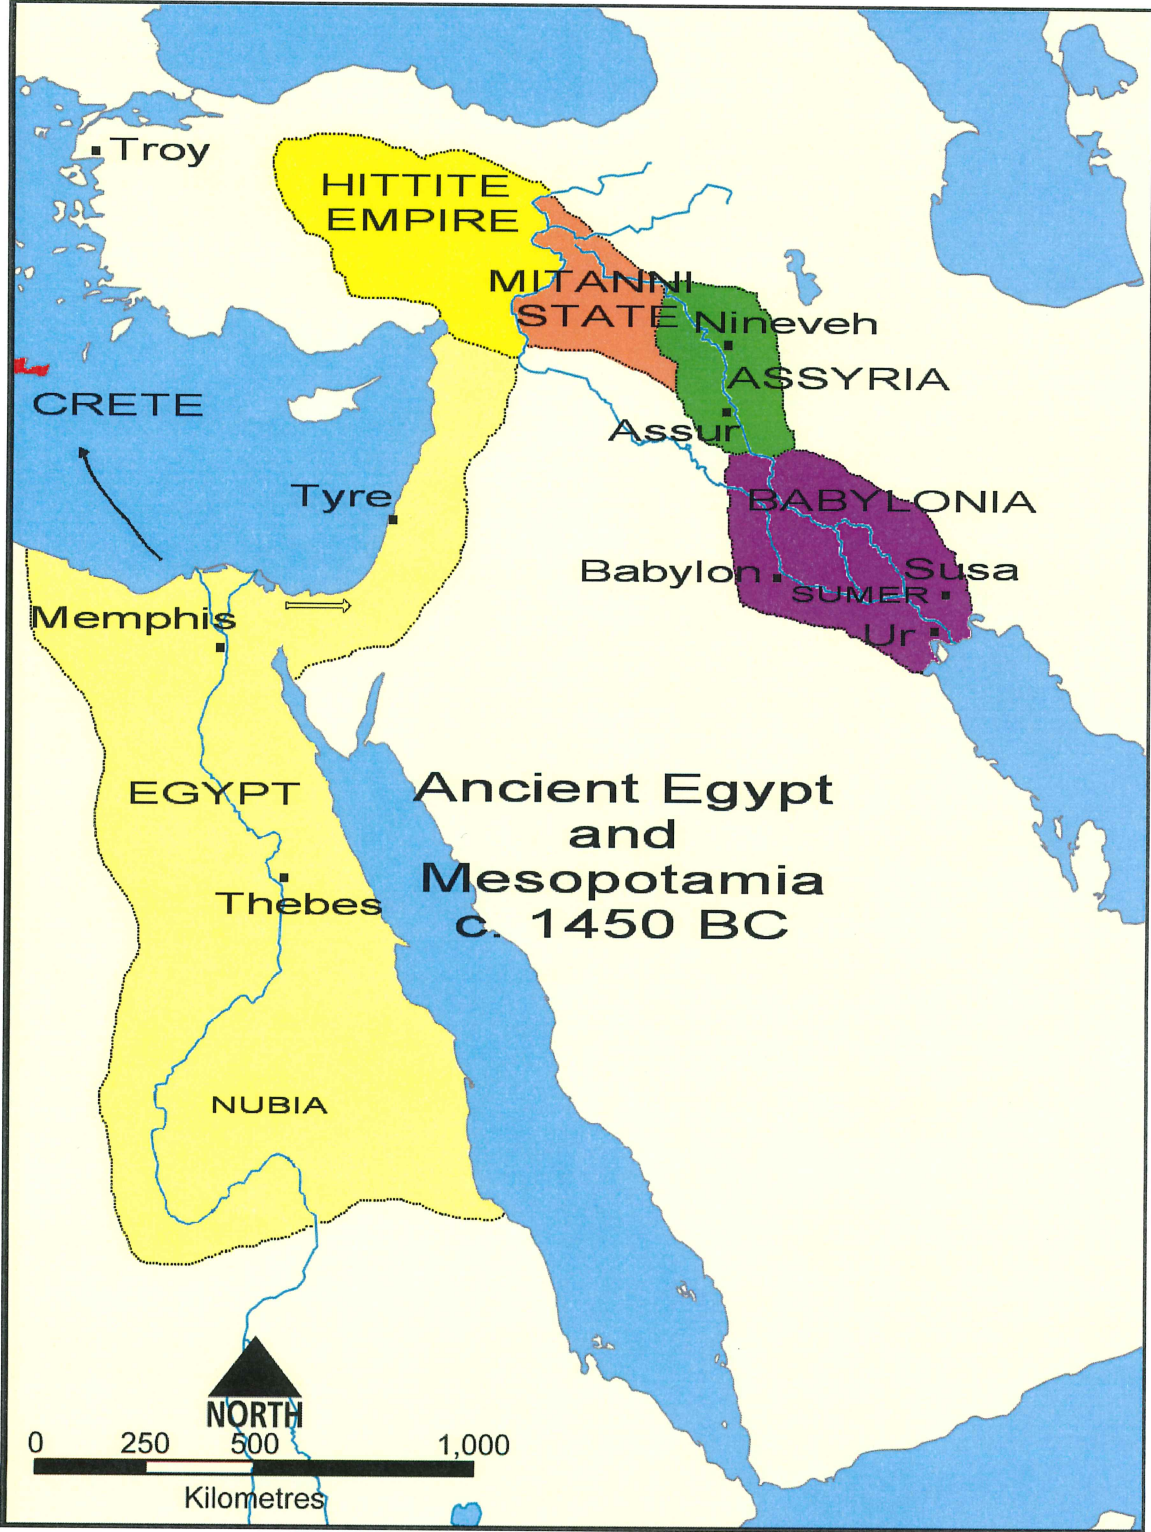 Troy
HITTITE
EMPIRE
MITANNI
STATE
Nineveh
ASSYRIA
CRETE
Assur
Tyre
BABYLONIA
Babylon
Susa
SUMER
Memphis
Ur
EGYPT
Ancient Egypt
and
Mesopotamia
c. 1450 BC
Thebes
NUBIA
NORTH
0 250 500 1,000
Kilometres